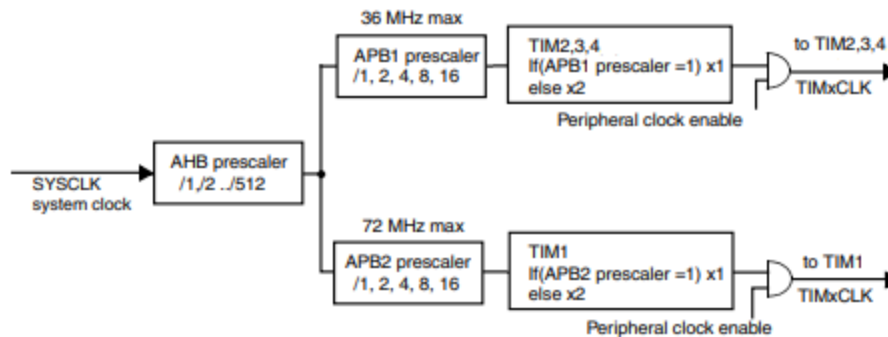 36 MHz max
APB1 prescaler
/1, 2, 4, 8, 16
TIM2,3,4
If(APB1 prescaler =1) x1
else x2
to TIM2,3,4
TIMxCLK
Peripheral clock enable
SYSCLK
system clock
AHB prescaler
/1,/2 ../512
72 MHz max
APB2 prescaler
/1, 2, 4, 8, 16
TIM1
If(APB2 prescaler =1) x1
else x2
to TIM1
TIMxCLK
Peripheral clock enable